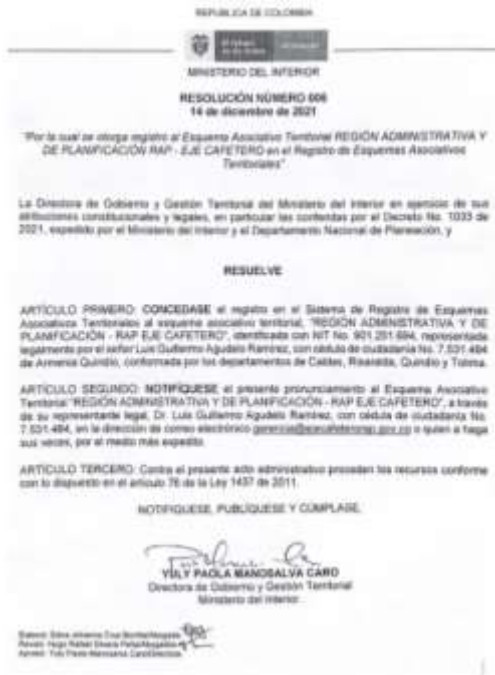 REPÚBLICA DE COLOMBIA
MINISTERIO DEL INTERIOR
RESOLUCIÓN NÚMERO 006
14 de diciembre de 2021
"Por la cual se otorga registro al Esquema Asociativo Territorial REGIÓN ADMINISTRATIVA Y
DE PLANIFICACIÓN RAP - EJE CAFETERO en el Registro de Esquemas Asociativos
Territoriales"
La Directora de Gobierno y Gestión Territorial del Ministerio del Interior en ejercicio de sus
atribuciones constitucionales y legales, en particular las contenidas por el Decreto No. 1033 de
2021, expedido por el Ministerio del Interior y el Departamento Nacional de Planeación, y
RESUELVE
ARTÍCULO PRIMERO: CONCEDASE el registro en el Sistema de Registro de Esquemas
Asociativos Territoriales al esquema asociativo territorial, "REGIÓN ADMINISTRATIVA Y DE
PLANIFICACIÓN - RAP EJE CAFETERO", identificada con NIT No. 901.251.694, representada
legalmente por el señor Luis Guillermo Agudelo Ramírez, con cédula de ciudadanía No. 7.531.484
de Armenia Quindío, conformada por los departamentos de Caldas, Risaralda, Quindío y Tolima.
ARTÍCULO SEGUNDO: NOTIFÍQUESE el presente pronunciamiento al Esquema Asociativo
Territorial "REGIÓN ADMINISTRATIVA Y DE PLANIFICACIÓN - RAP EJE CAFETERO", a través
de su representante legal, Dr. Luis Guillermo Agudelo Ramírez, con cédula de ciudadanía No.
7.531.484, en la dirección de correo electrónico gerencia@ejecafeterorap.gov.co o quien a haga
sus veces, por el medio más expedito.
ARTÍCULO TERCERO: Contra el presente acto administrativo proceden los recursos conforme
con lo dispuesto en el artículo 76 de la Ley 1437 de 2011.
NOTIFÍQUESE, PUBLÍQUESE Y CÚMPLASE,
YULY PAOLA MANOSALVA CARO
Directora de Gobierno y Gestión Territorial
Ministerio del Interior